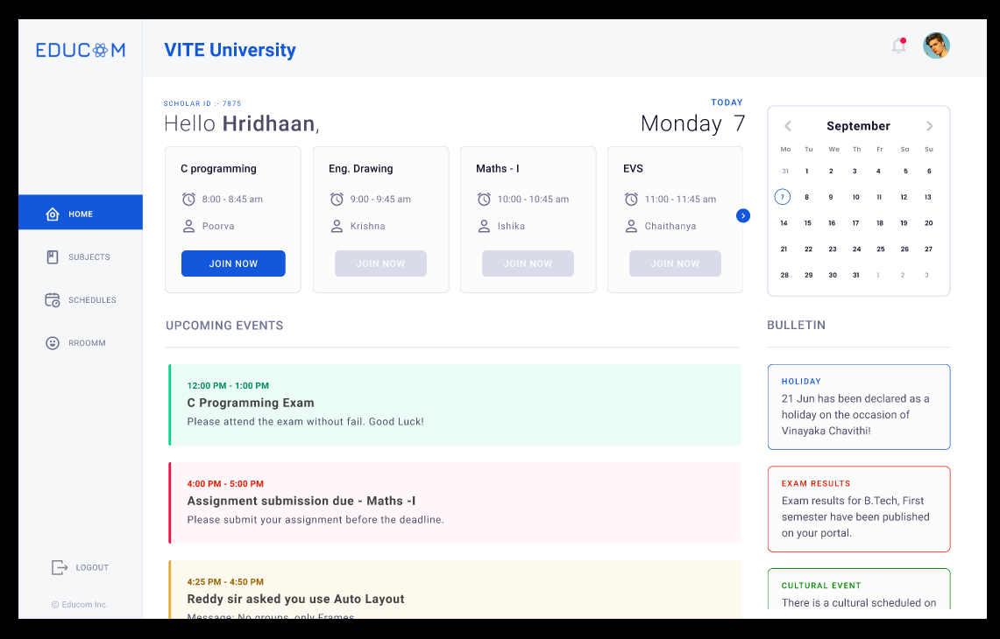 EDUCOM
VITE University
HOME
SUBJECTS
SCHEDULES
RROOMM
LOGOUT
© Educom Inc.
SCHOLAR ID :- 7875
Hello Hridhaan,
TODAY
Monday 7
C programming
8:00 - 8:45 am
Poorva
JOIN NOW
Eng. Drawing
9:00 - 9:45 am
Krishna
JOIN NOW
Maths - I
10:00 - 10:45 am
Ishika
JOIN NOW
EVS
11:00 - 11:45 am
Chaithanya
JOIN NOW
September
Mo Tu We Th Fr Sa Su
31 1 2 3 4 5 6
7 8 9 10 11 12 13
14 15 16 17 18 19 20
21 22 23 24 25 26 27
28 29 30 31 1 2 3
UPCOMING EVENTS
12:00 PM - 1:00 PM
C Programming Exam
Please attend the exam without fail. Good Luck!
4:00 PM - 5:00 PM
Assignment submission due - Maths -I
Please submit your assignment before the deadline.
4:25 PM - 4:50 PM
Reddy sir asked you use Auto Layout
Message: No groups, only Frames
BULLETIN
HOLIDAY
21 Jun has been declared as a
holiday on the occasion of
Vinayaka Chavithi!
EXAM RESULTS
Exam results for B.Tech, First
semester have been published
on your portal.
CULTURAL EVENT
There is a cultural scheduled on